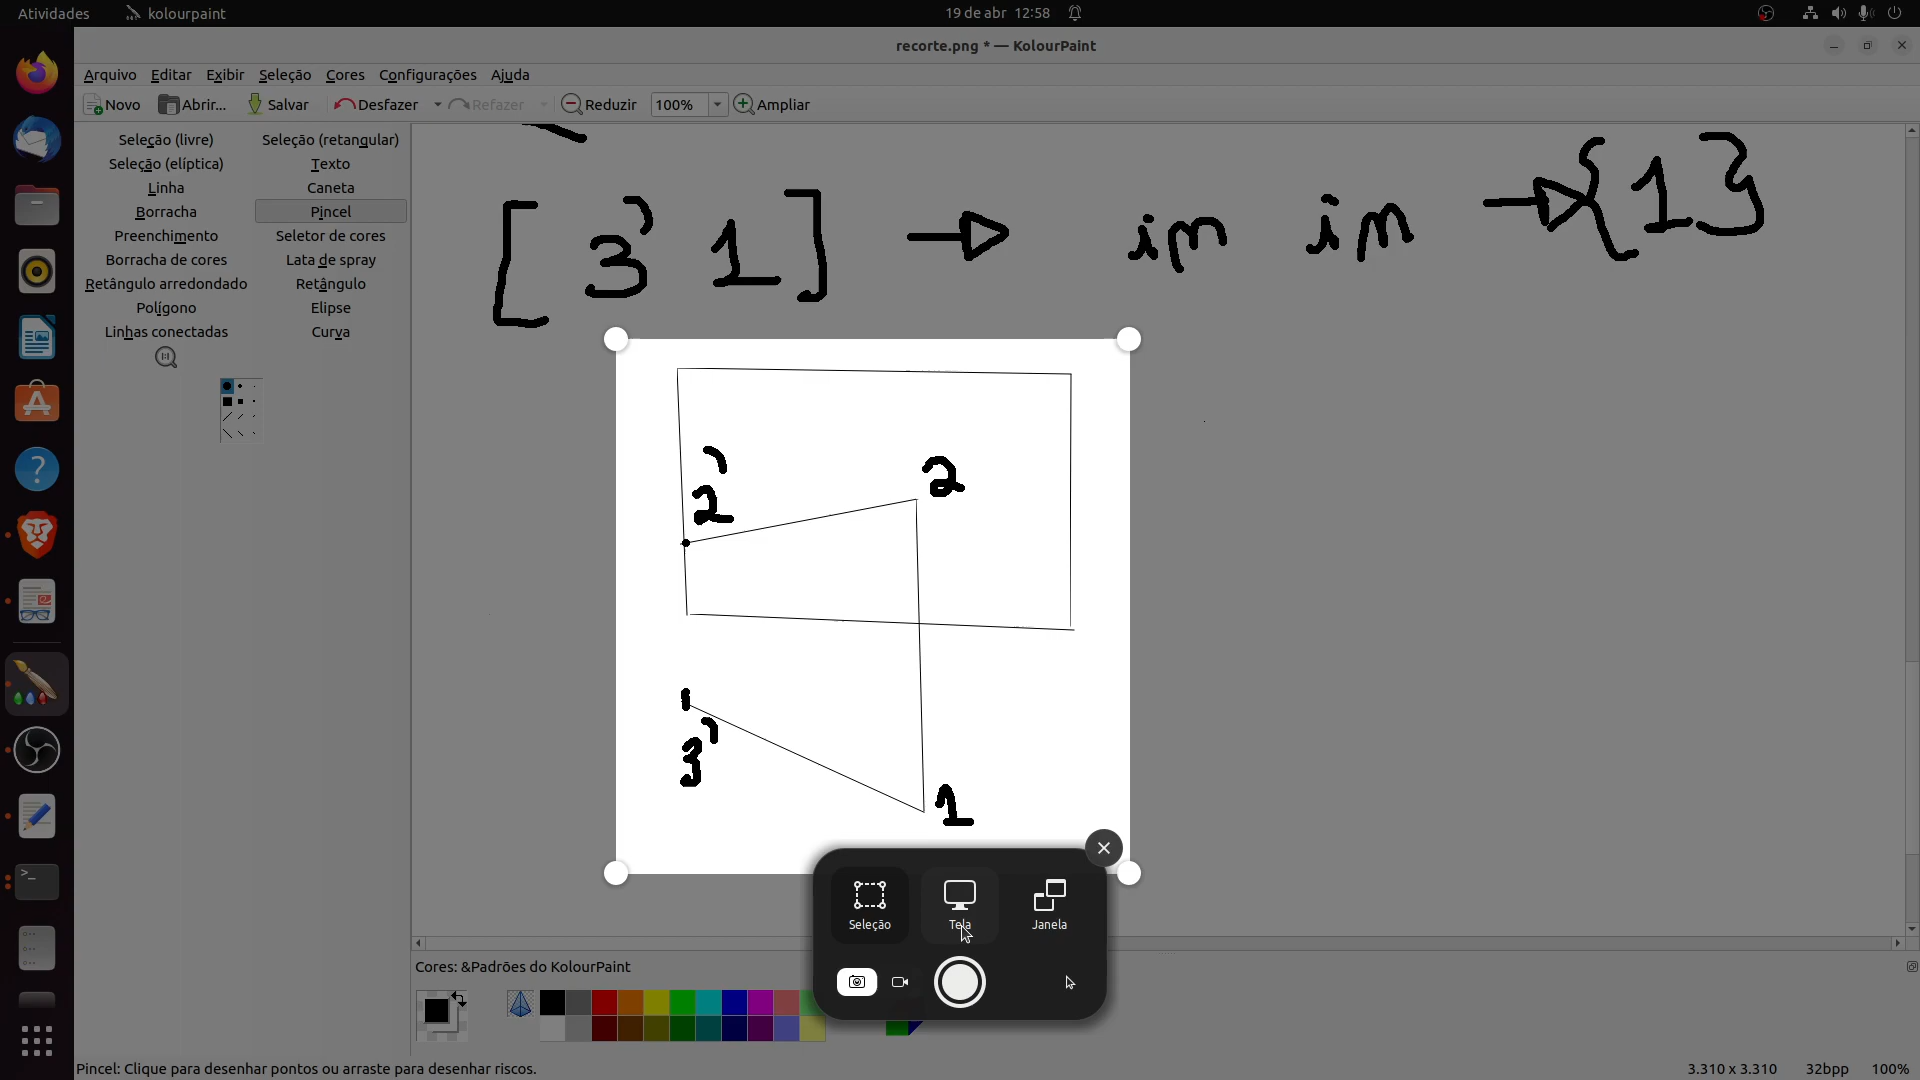 Atividades kolourpaint 19 de abr 12:58
recorte.png * — KolourPaint
Arquivo Editar Exibir Seleção Cores Configurações Ajuda
Novo Abrir... Salvar Desfazer Refazer Reduzir 100% Ampliar
Seleção (livre) Seleção (retangular)
Seleção (elíptica) Texto
Linha Caneta
Borracha Pincel
Preenchimento Seletor de cores
Borracha de cores Lata de spray
Retângulo arredondado Retângulo
Polígono Elipse
Linhas conectadas Curva
[3' 1] → in in → {1}
2' 2
3' 1
Seleção Tela Janela
Cores: &Padrões do KolourPaint
Pincel: Clique para desenhar pontos ou arraste para desenhar riscos. 3.310 x 3.310 32bpp 100%